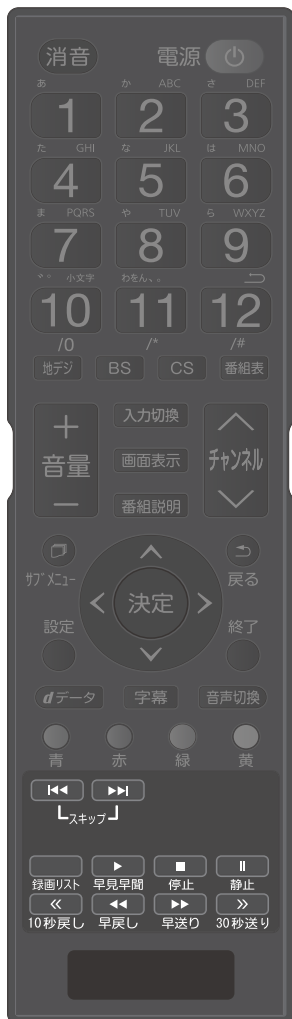 消音 電源
あ か ABC さ DEF
1 2 3
た GHI な JKL は MNO
4 5 6
ま PQRS や TUV ら WXYZ
7 8 9
゛゜ 小文字 わをん、。
10 11 12
/0 /* /#
地デジ BS CS 番組表
+ 入力切換
音量 画面表示 チャンネル
- 番組説明
サブメニュー 戻る
決定
設定 終了
dデータ 字幕 音声切換
青 赤 緑 黄
スキップ
録画リスト 早見早聞 停止 静止
10秒戻し 早戻し 早送り 30秒送り